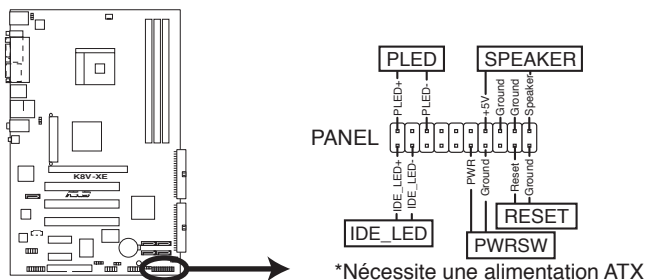 PLED SPEAKER
PLED+ PLED- +5V Ground Ground Speaker
PANEL
IDE_LED+ IDE_LED- PWR Ground Reset Ground
RESET
IDE_LED
PWRSW
*Nécessite une alimentation ATX
K8V-XE